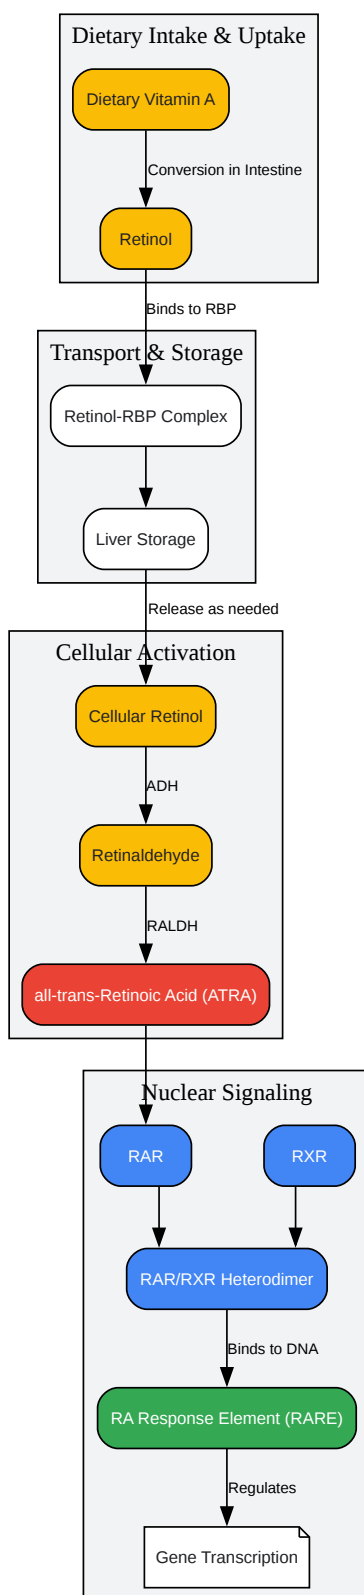 Dietary Intake & Uptake
Dietary Vitamin A
Conversion in Intestine
Retinol
Binds to RBP
Transport & Storage
Retinol-RBP Complex
Liver Storage
Release as needed
Cellular Activation
Cellular Retinol
ADH
Retinaldehyde
RALDH
all-trans-Retinoic Acid (ATRA)
Nuclear Signaling
RAR
RXR
RAR/RXR Heterodimer
Binds to DNA
RA Response Element (RARE)
Regulates
Gene Transcription